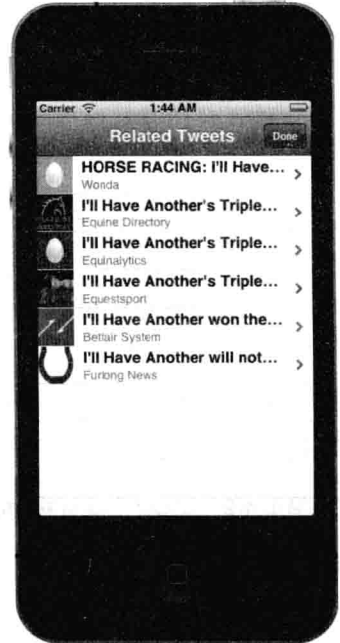 Carrier 1:44 AM
Related Tweets Done
HORSE RACING: I'll Have...
Wonda
I'll Have Another's Triple...
Equine Directory
I'll Have Another's Triple...
Equinalytics
I'll Have Another's Triple...
Equestsport
I'll Have Another won the...
Betfair System
I'll Have Another will not...
Furlong News